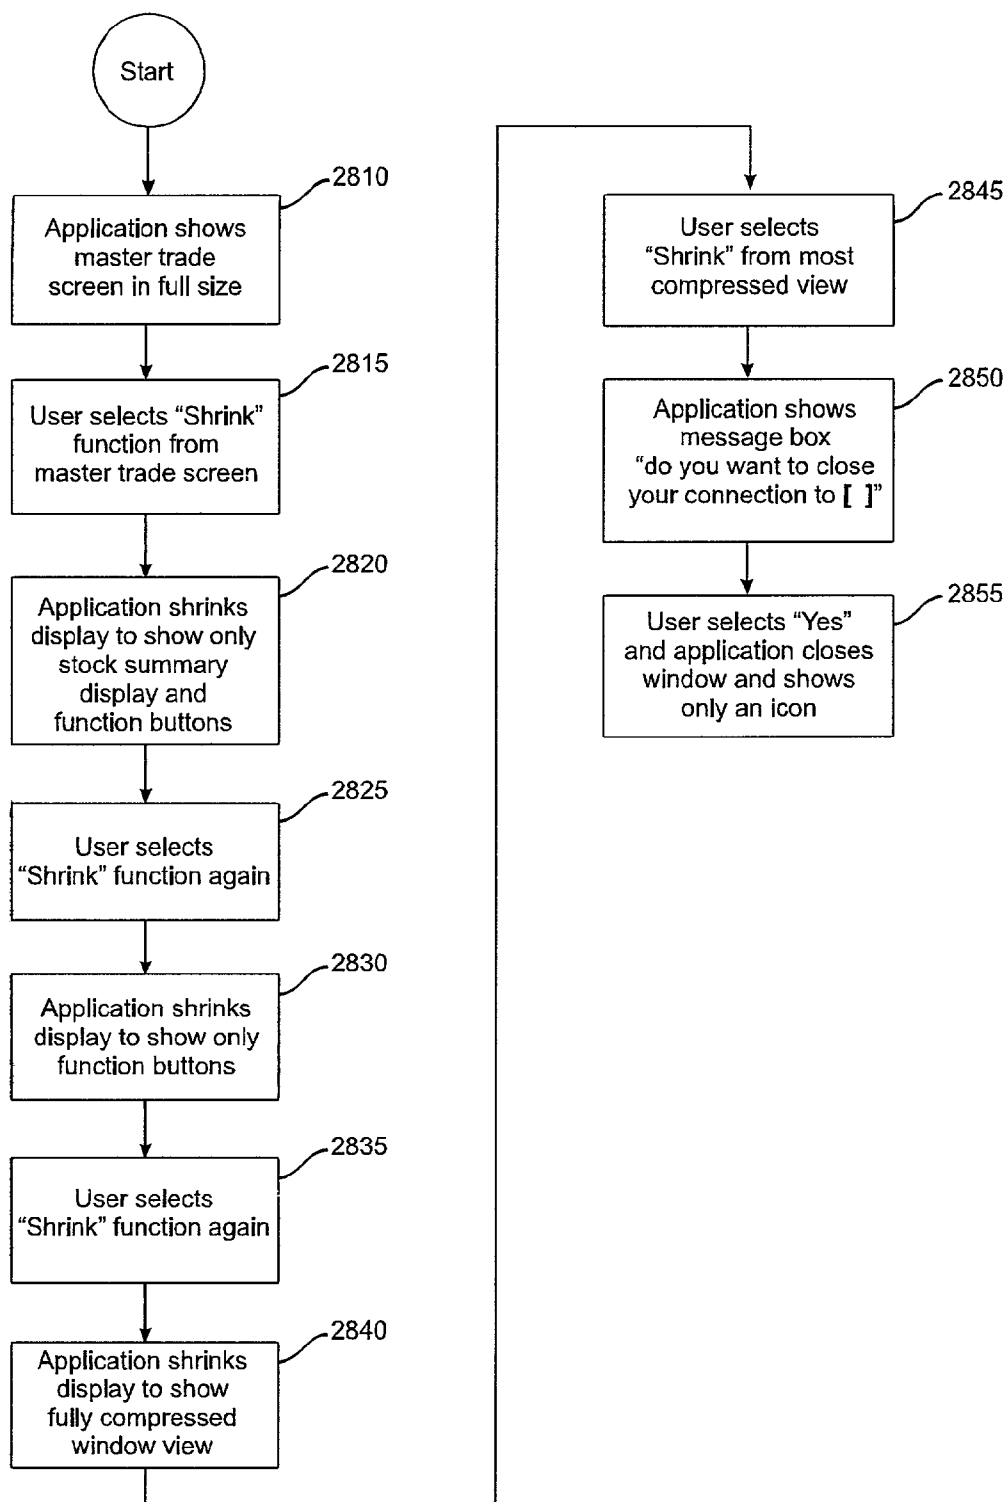 Start
2810
Application shows
master trade
screen in full size
2815
User selects “Shrink”
function from
master trade screen
2820
Application shrinks
display to show only
stock summary
display and
function buttons
2825
User selects
“Shrink” function again
2830
Application shrinks
display to show only
function buttons
2835
User selects
“Shrink” function again
2840
Application shrinks
display to show
fully compressed
window view
2845
User selects
“Shrink” from most
compressed view
2850
Application shows
message box
“do you want to close
your connection to [ ]”
2855
User selects “Yes”
and application closes
window and shows
only an icon